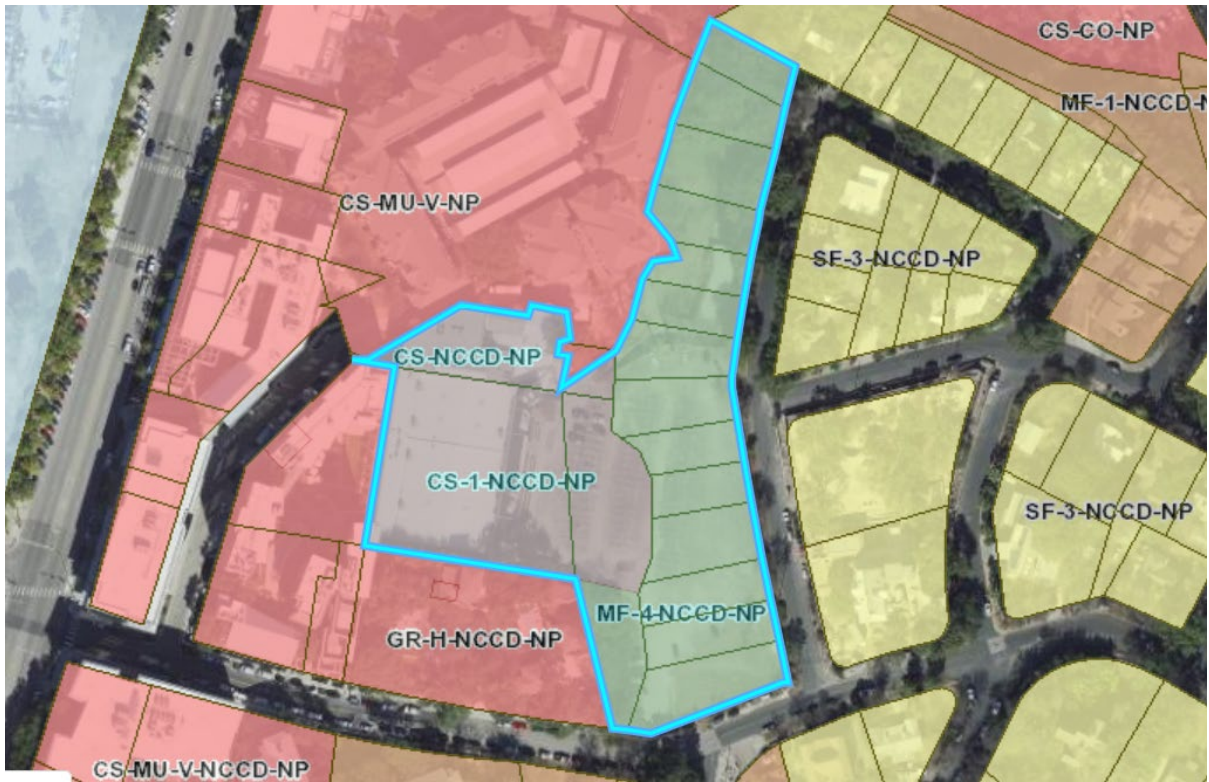 CS-CO-NP
MF-1-NCCD-N
CS-MU-V-NP
SF-3-NCCD-NP
CS-NCCD-NP
CS-1-NCCD-NP
SF-3-NCCD-NP
MF-4-NCCD-NP
GR-H-NCCD-NP
CS-MU-V-NCCD-NP